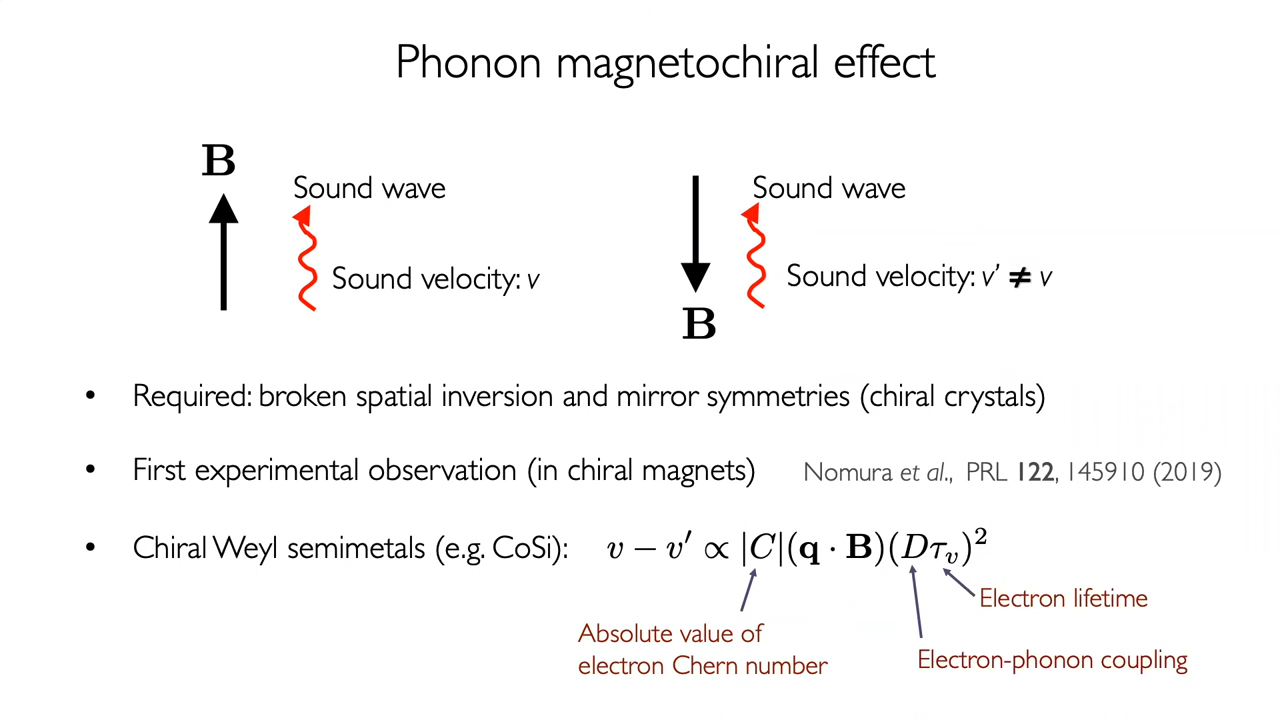 Phonon magnetochiral effect
B
Sound wave
Sound velocity: v
Sound wave
Sound velocity: v' ≠ v
B
• Required: broken spatial inversion and mirror symmetries (chiral crystals)
• First experimental observation (in chiral magnets) Nomura et al., PRL 122, 145910 (2019)
• Chiral Weyl semimetals (e.g. CoSi): v − v′ ∝ |C|(q · B)(Dτᵥ)²
Electron lifetime
Absolute value of
electron Chern number
Electron-phonon coupling